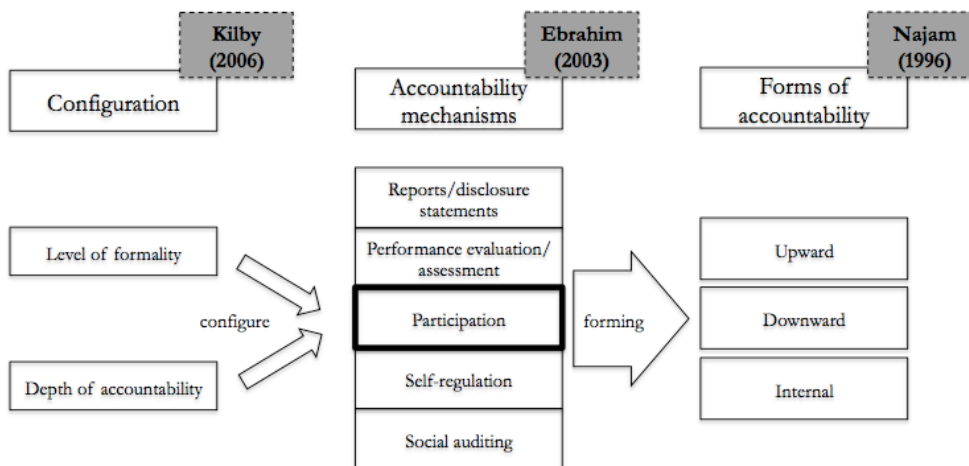 Kilby
(2006)
Configuration
Ebrahim
(2003)
Accountability
mechanisms
Najam
(1996)
Forms of
accountability
Level of formality
configure
Depth of accountability
Reports/disclosure
statements
Performance evaluation/
assessment
Participation
Self-regulation
Social auditing
forming
Upward
Downward
Internal